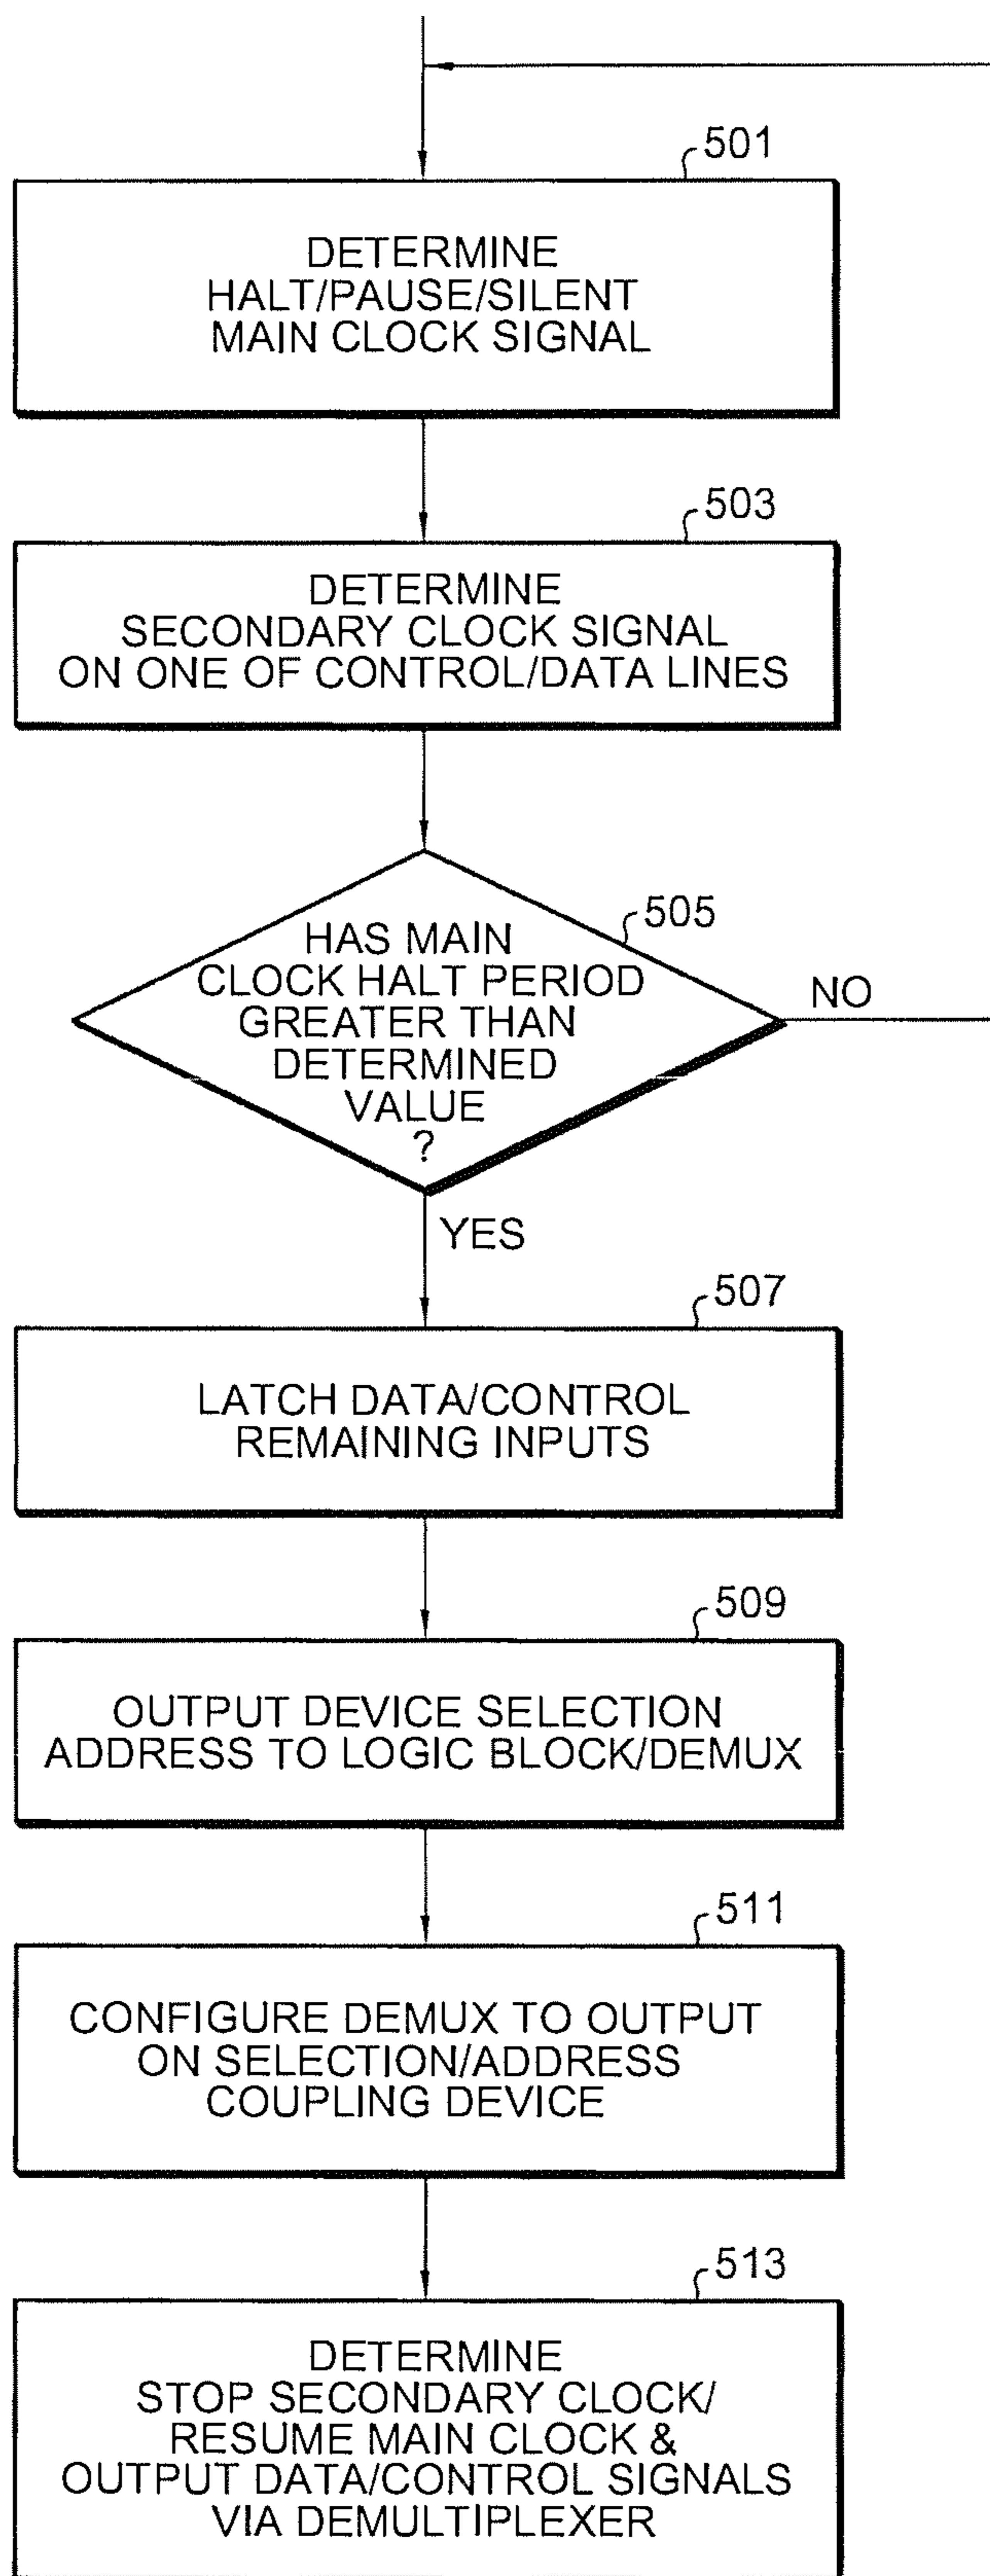 501
DETERMINE
HALT/PAUSE/SILENT
MAIN CLOCK SIGNAL
503
DETERMINE
SECONDARY CLOCK SIGNAL
ON ONE OF CONTROL/DATA LINES
505
HAS MAIN
CLOCK HALT PERIOD
GREATER THAN
DETERMINED
VALUE
?
NO
YES
507
LATCH DATA/CONTROL
REMAINING INPUTS
509
OUTPUT DEVICE SELECTION
ADDRESS TO LOGIC BLOCK/DEMUX
511
CONFIGURE DEMUX TO OUTPUT
ON SELECTION/ADDRESS
COUPLING DEVICE
513
DETERMINE
STOP SECONDARY CLOCK/
RESUME MAIN CLOCK &
OUTPUT DATA/CONTROL SIGNALS
VIA DEMULTIPLEXER